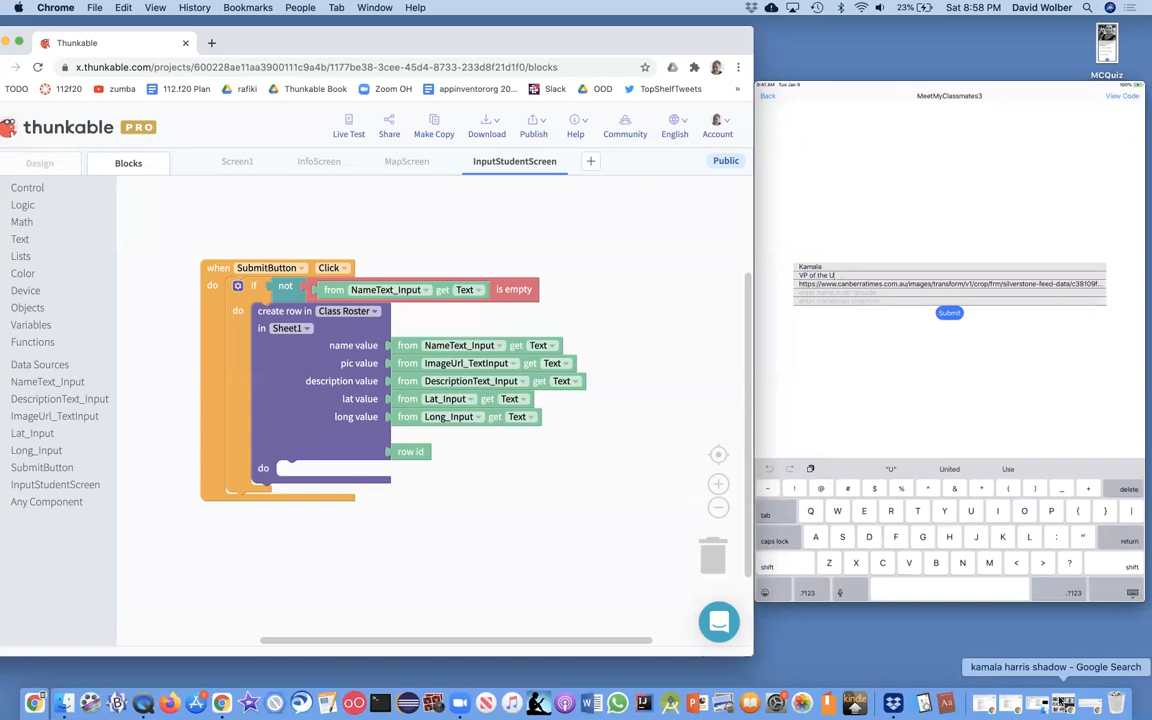 Chrome File Edit View History Bookmarks People Tab Window Help 23% Sat 8:58 PM David Wolber
Thunkable
x.thunkable.com/projects/600228ae11aa3900111c9a4b/1177be38-3cee-45d4-8733-233d8f21d1f0/blocks
TODO 112f20 zumba 112.f20 Plan rafiki Thunkable Book Zoom OH appinventororg 20... Slack OOD TopShelfTweets
thunkable PRO
Live Test Share Make Copy Download Publish Help Community English Account
Design Blocks Screen1 InfoScreen MapScreen InputStudentScreen + Public
Control
Logic
Math
Text
Lists
Color
Device
Objects
Variables
Functions
Data Sources
NameText_Input
DescriptionText_Input
ImageUrl_TextInput
Lat_Input
Long_Input
SubmitButton
InputStudentScreen
Any Component
when SubmitButton Click
do if not from NameText_Input get Text is empty
do create row in Class Roster
in Sheet1
name value from NameText_Input get Text
pic value from ImageUrl_TextInput get Text
description value from DescriptionText_Input get Text
lat value from Lat_Input get Text
long value from Long_Input get Text
row id
do
9:41 AM Tue Jan 9 100%
Back MeetMyClassmates3 View Code
Kamala
VP of the U
https://www.canberratimes.com.au/images/transform/v1/crop/frm/silverstone-feed-data/c38109f...
Submit
"U" United Use
~ ! @ # $ % ^ & * ( ) _ + delete
tab Q W E R T Y U I O P { } |
caps lock A S D F G H J K L : " return
shift Z X C V B N M < > ? shift
.?123 .?123
kamala harris shadow - Google Search
MCQuiz